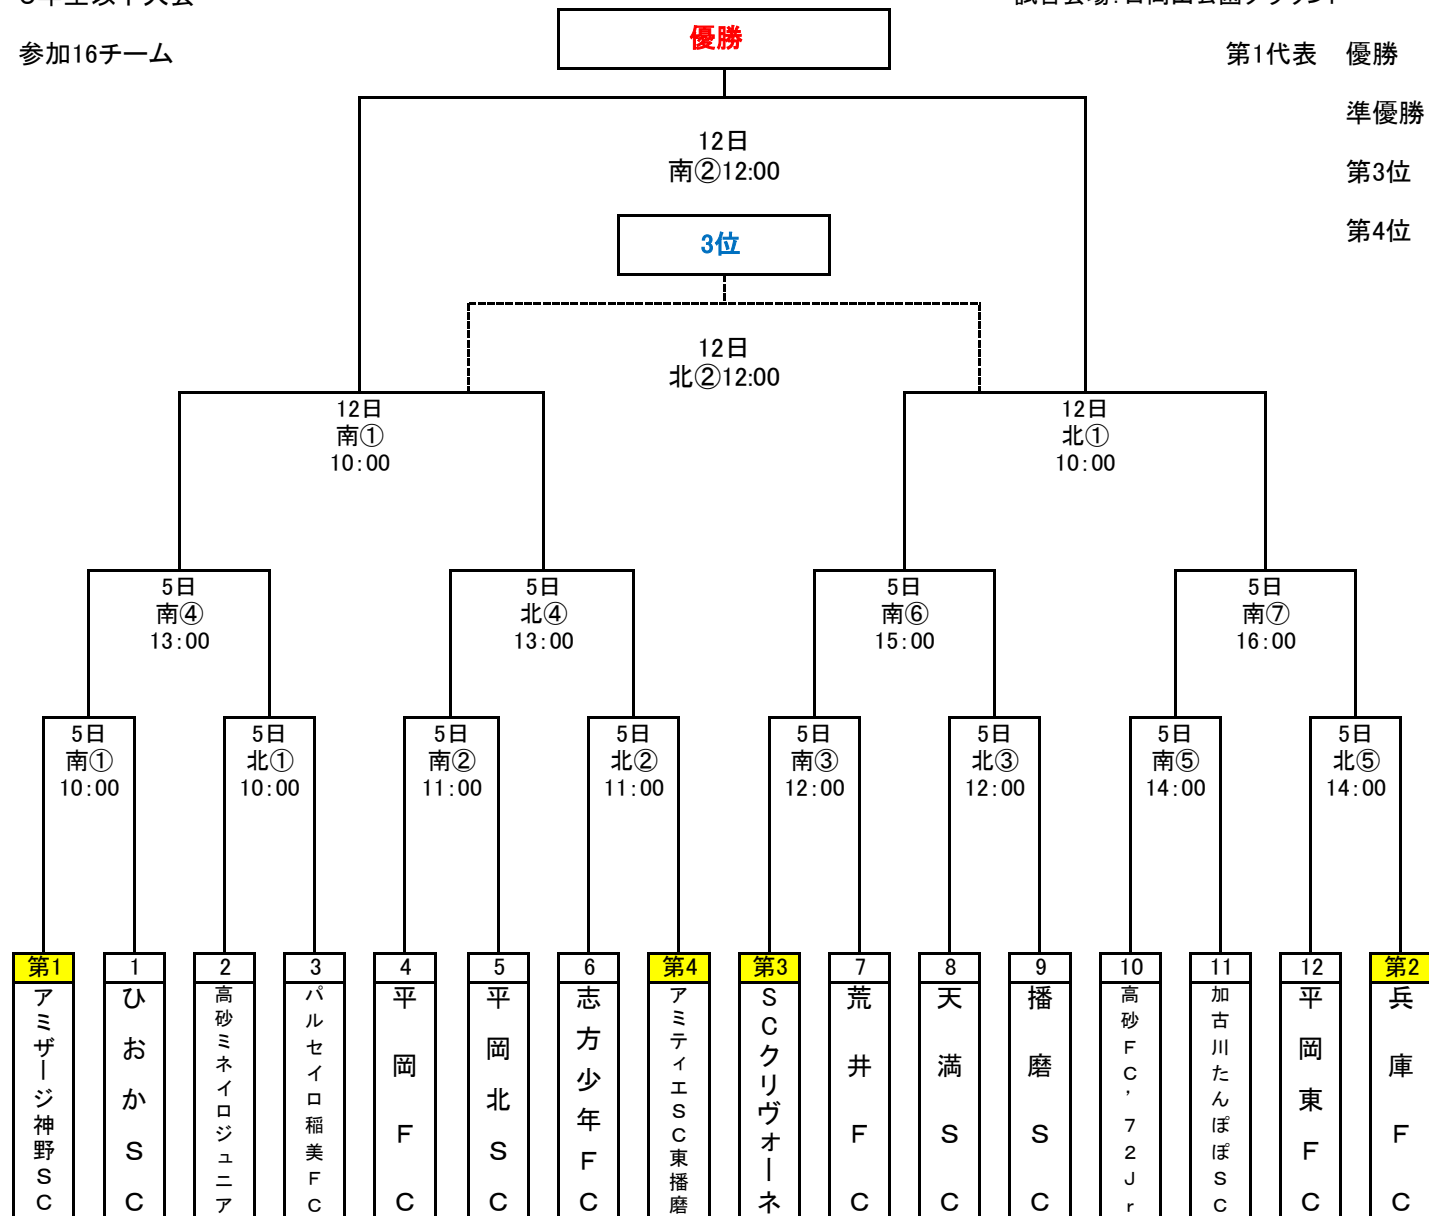 参加16チーム
優勝
第1代表 優勝
準優勝
第3位
第4位
12日
南②12:00
3位
12日
北②12:00
12日
南①
10:00
12日
北①
10:00
5日
南④
13:00
5日
北④
13:00
5日
南⑥
15:00
5日
南⑦
16:00
5日
南①
10:00
5日
北①
10:00
5日
南②
11:00
5日
北②
11:00
5日
南③
12:00
5日
北③
12:00
5日
南⑤
14:00
5日
北⑤
14:00
第1
アミザージ神野SC
1
ひおかSC
2
高砂ミネイロジュニア
3
パルセイロ稲美FC
4
平岡FC
5
平岡北SC
6
志方少年FC
第4
アミティエSC東播磨
第3
SCクリヴォーネ
7
荒井FC
8
天満SC
9
播磨SC
10
高砂FC’72Jr
11
加古川たんぽぽSC
12
平岡東FC
第2
兵庫FC